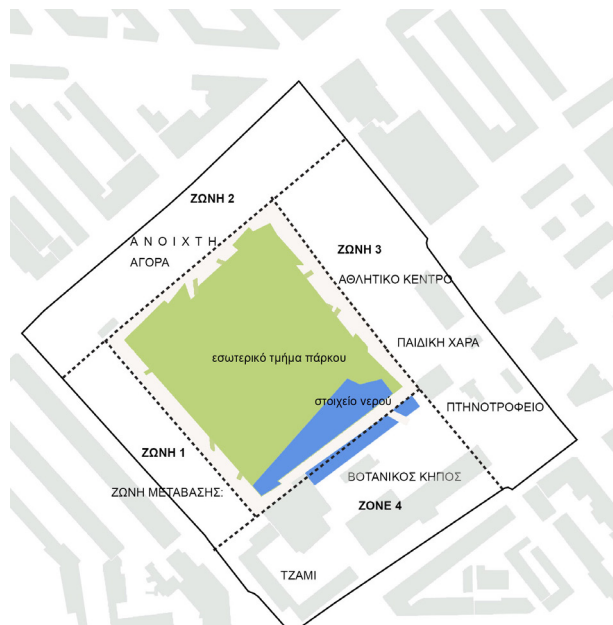 ΖΩΝΗ 2
ΑΝΟΙΧΤΗ
ΑΓΟΡΑ
ΖΩΝΗ 3
ΑΘΛΗΤΙΚΟ ΚΕΝΤΡΟ
ΠΑΙΔΙΚΗ ΧΑΡΑ
εσωτερικό τμήμα πάρκου
στοιχείο νερού
ΠΤΗΝΟΤΡΟΦΕΙΟ
ΖΩΝΗ 1
ΖΩΝΗ ΜΕΤΑΒΑΣΗΣ:
ΒΟΤΑΝΙΚΟΣ ΚΗΠΟΣ
ZONE 4
ΤΖΑΜΙ